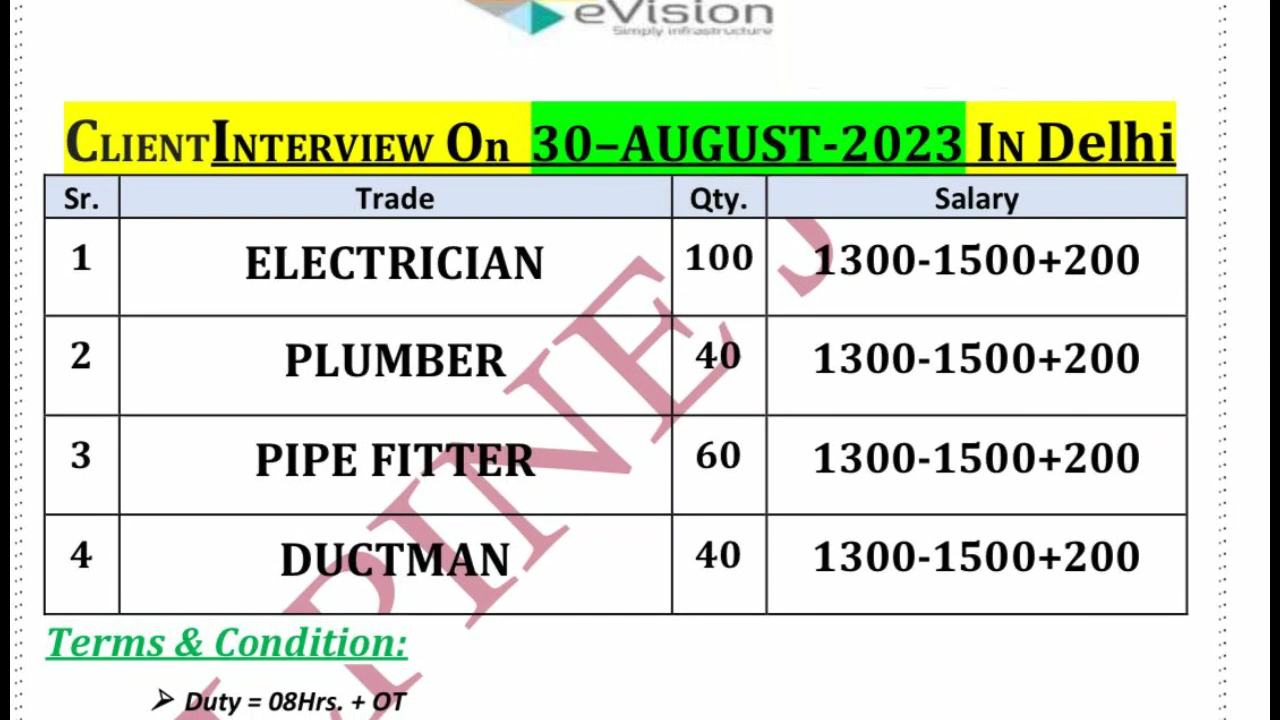 eVision
Simply infrastructure
CLIENTINTERVIEW On 30–AUGUST-2023 IN Delhi
Sr. Trade Qty. Salary
1 ELECTRICIAN 100 1300-1500+200
2 PLUMBER 40 1300-1500+200
3 PIPE FITTER 60 1300-1500+200
4 DUCTMAN 40 1300-1500+200
Terms & Condition:
➢ Duty = 08Hrs. + OT